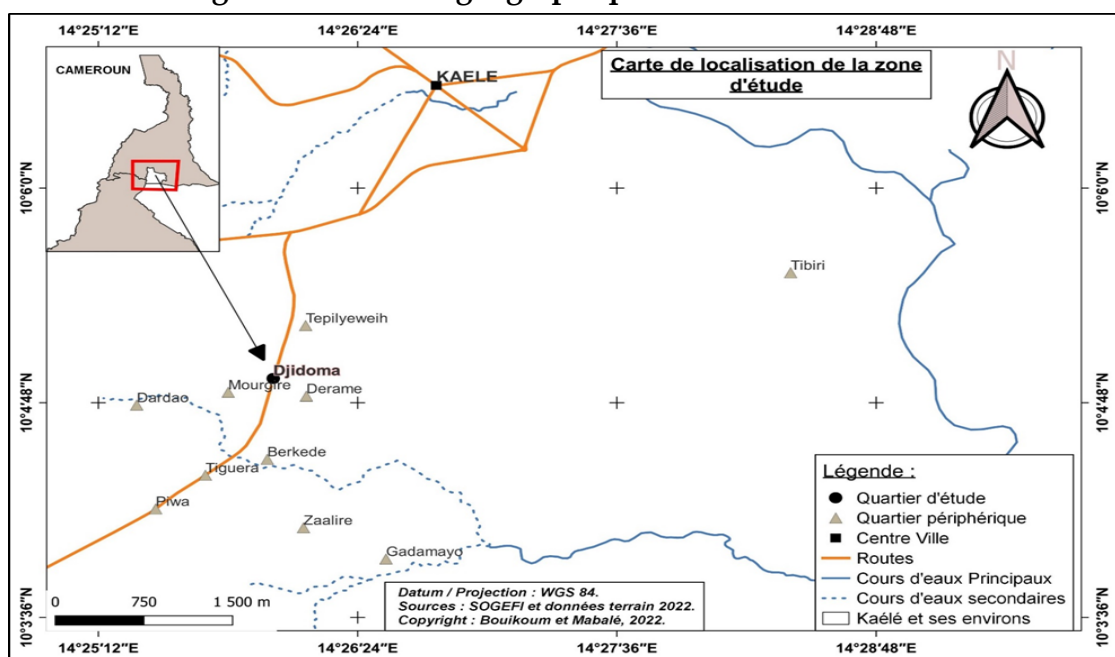 14°25'12"E
14°26'24"E
14°27'36"E
14°28'48"E
CAMEROUN
KAELE
Carte de localisation de la zone
d'étude
N
10°6'0"N
10°6'0"N
Tibiri
Tepilyeweih
Djidoma
Mourgire
Derame
Dardao
10°4'48"N
10°4'48"N
Berkede
Tiguera
Piwa
Zaalire
Gadamayo
Légende :
Quartier d'étude
Quartier périphérique
Centre Ville
Routes
Cours d'eaux Principaux
Cours d'eaux secondaires
Kaélé et ses environs
Datum / Projection : WGS 84.
Sources : SOGEFI et données terrain 2022.
Copyright : Bouikoum et Mabalé, 2022.
0 750 1 500 m
10°3'36"N
10°3'36"N
14°25'12"E
14°26'24"E
14°27'36"E
14°28'48"E